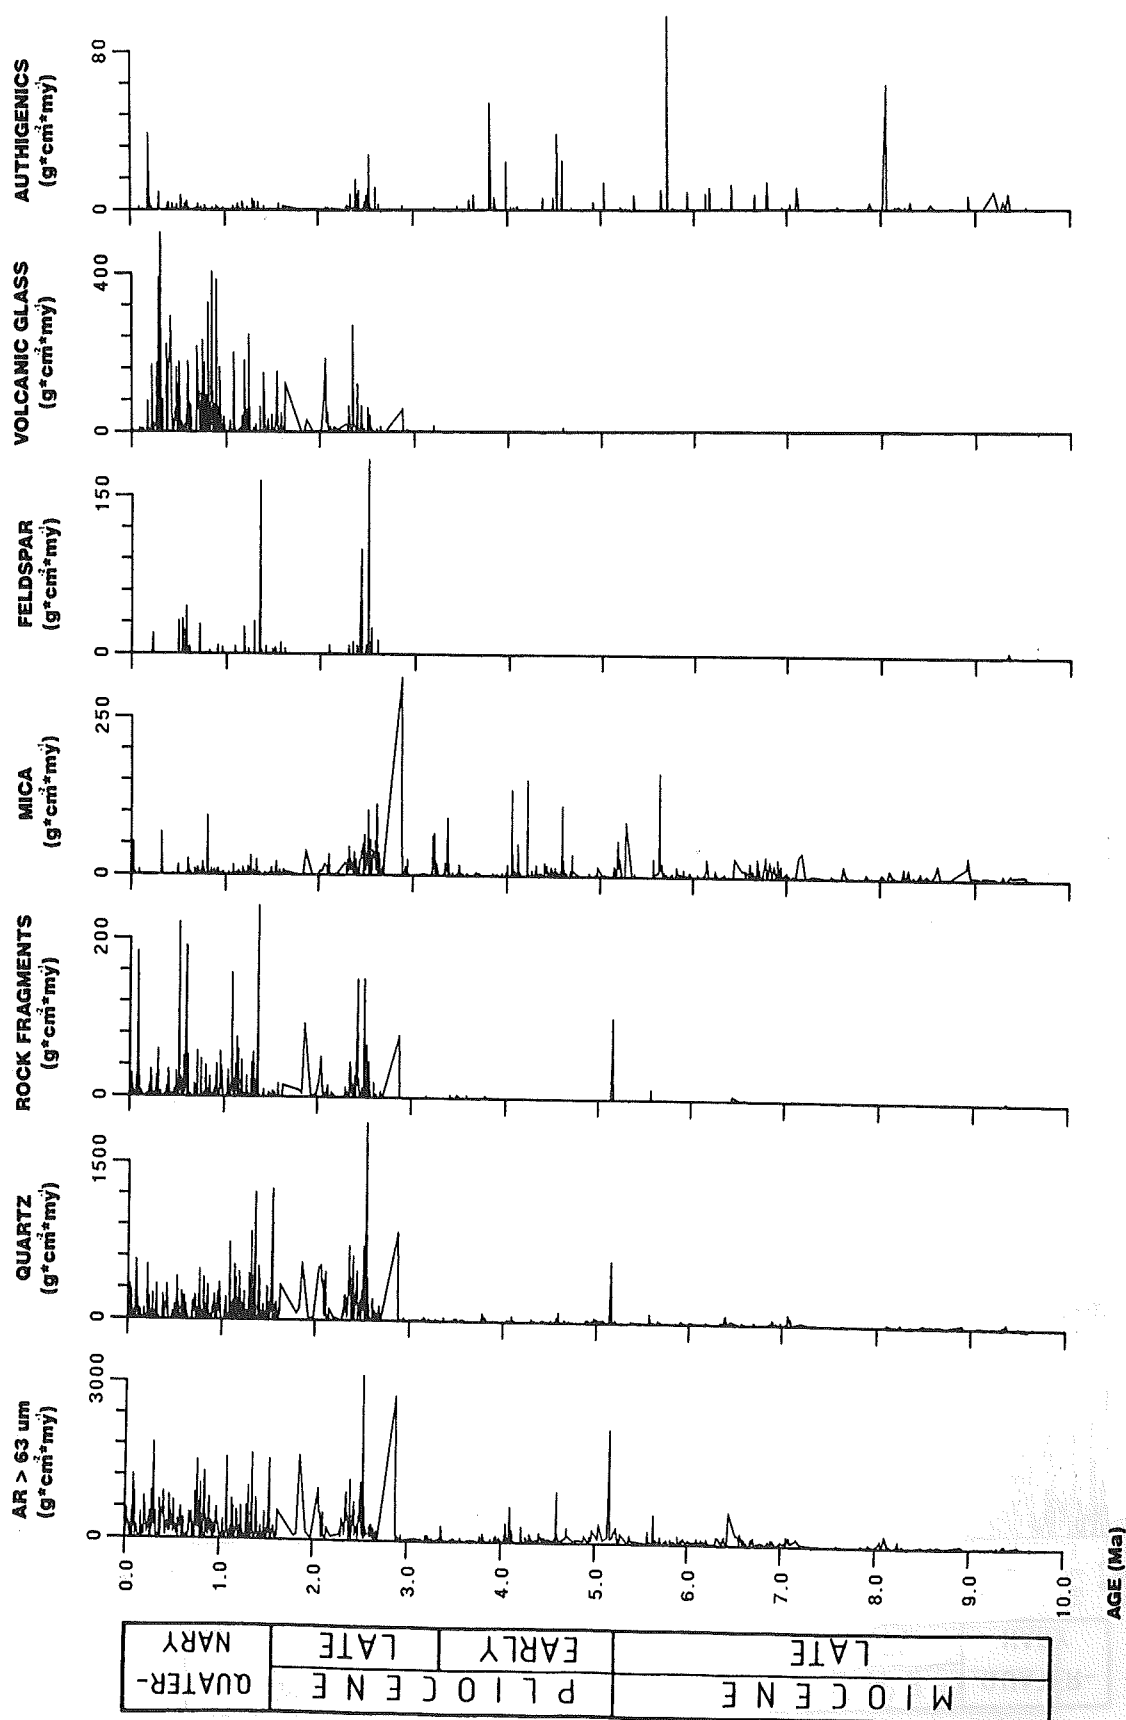 AUTHIGENICS
(g*cm-2*my-1)
80
0
VOLCANIC GLASS
(g*cm-2*my-1)
400
0
FELDSPAR
(g*cm-2*my-1)
150
0
MICA
(g*cm-2*my-1)
250
0
ROCK FRAGMENTS
(g*cm-2*my-1)
200
0
QUARTZ
(g*cm-2*my-1)
1500
0
AR > 63 um
(g*cm-2*my-1)
3000
0
0.0
1.0
2.0
3.0
4.0
5.0
6.0
7.0
8.0
9.0
10.0
AGE (Ma)
QUATER-
NARY
LATE
EARLY
PLIOCENE
LATE
MIOCENE